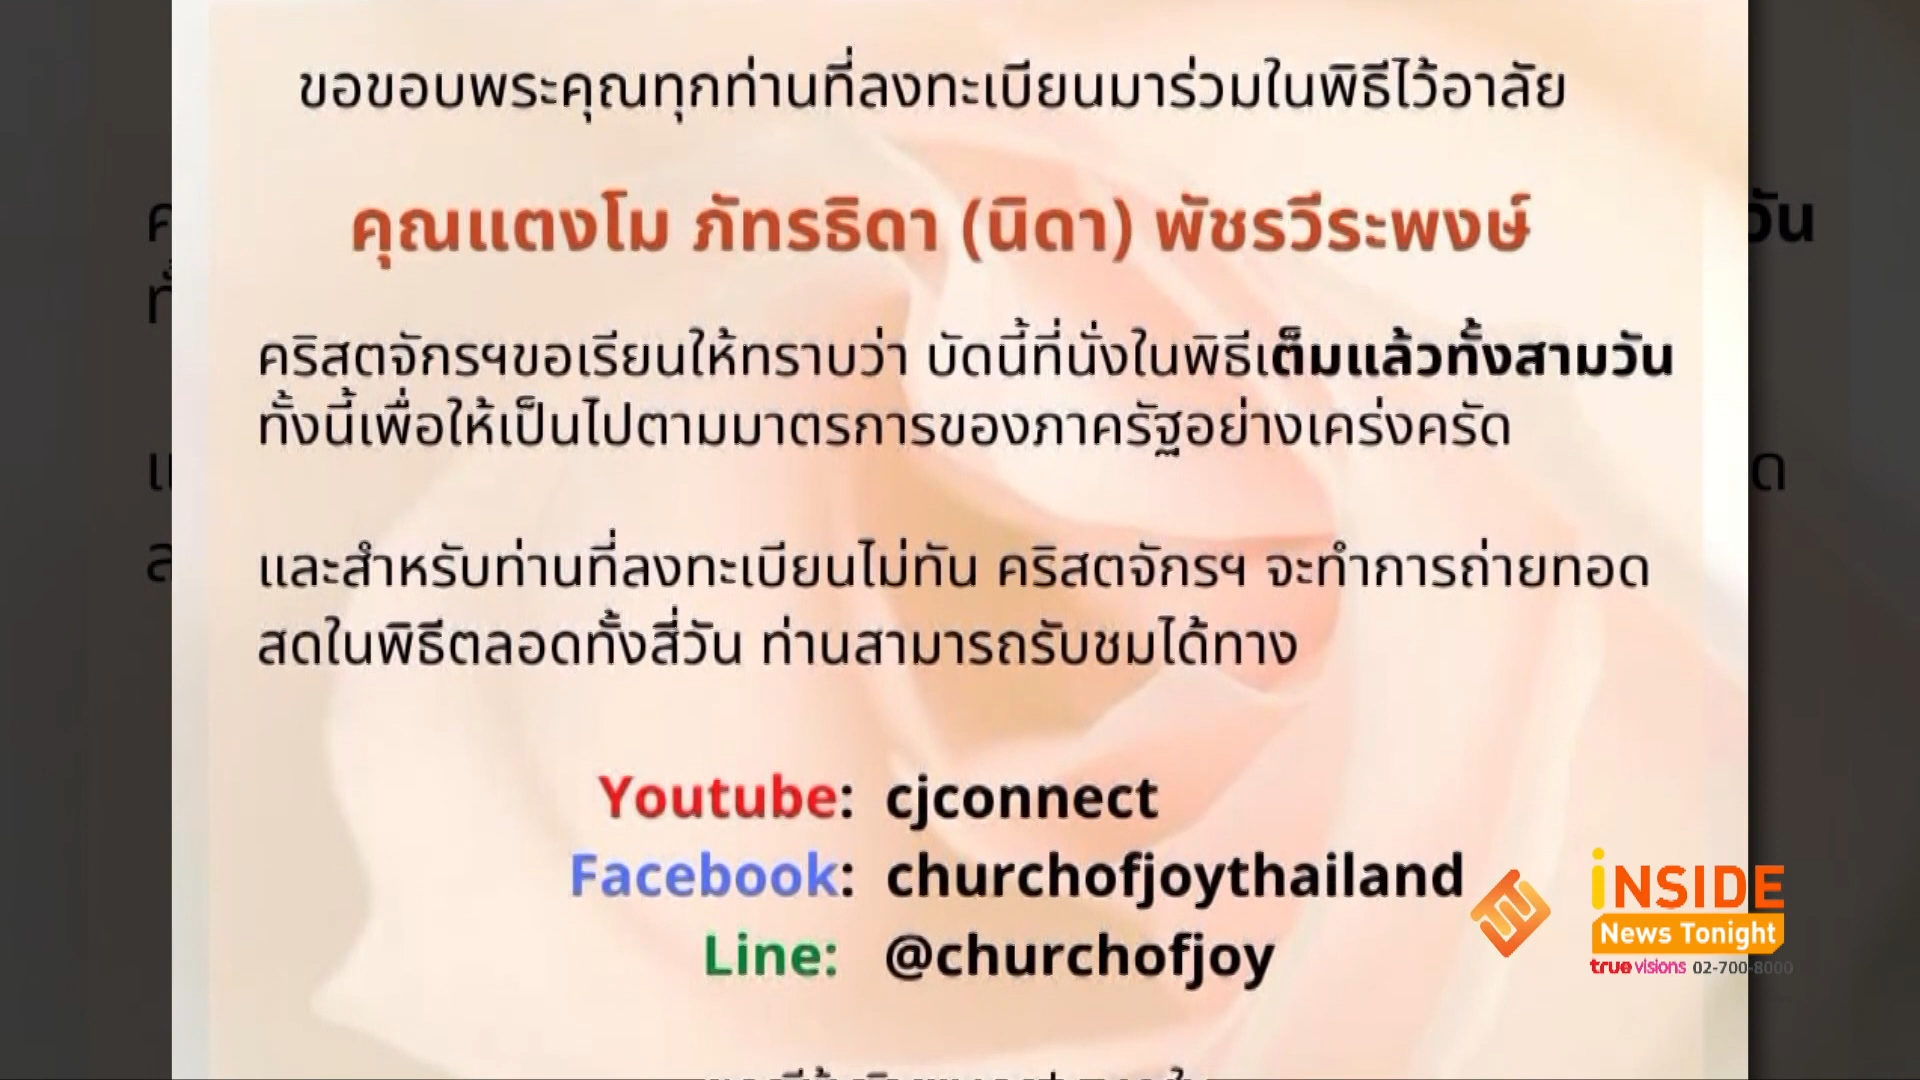 ขอขอบพระคุณทุกท่านที่ลงทะเบียนมาร่วมในพิธีไว้อาลัย
คุณแตงโม ภัทรธิดา (นิดา) พัชรวีระพงษ์
คริสตจักรฯขอเรียนให้ทราบว่า บัดนี้ที่นั่งในพิธีเต็มแล้วทั้งสามวัน
ทั้งนี้เพื่อให้เป็นไปตามมาตรการของภาครัฐอย่างเคร่งครัด
และสำหรับท่านที่ลงทะเบียนไม่ทัน คริสตจักรฯ จะทำการถ่ายทอด
สดในพิธีตลอดทั้งสี่วัน ท่านสามารถรับชมได้ทาง
Youtube: cjconnect
Facebook: churchofjoythailand
Line: @churchofjoy
iNSIDE
News Tonight
truevisions 02-700-8000